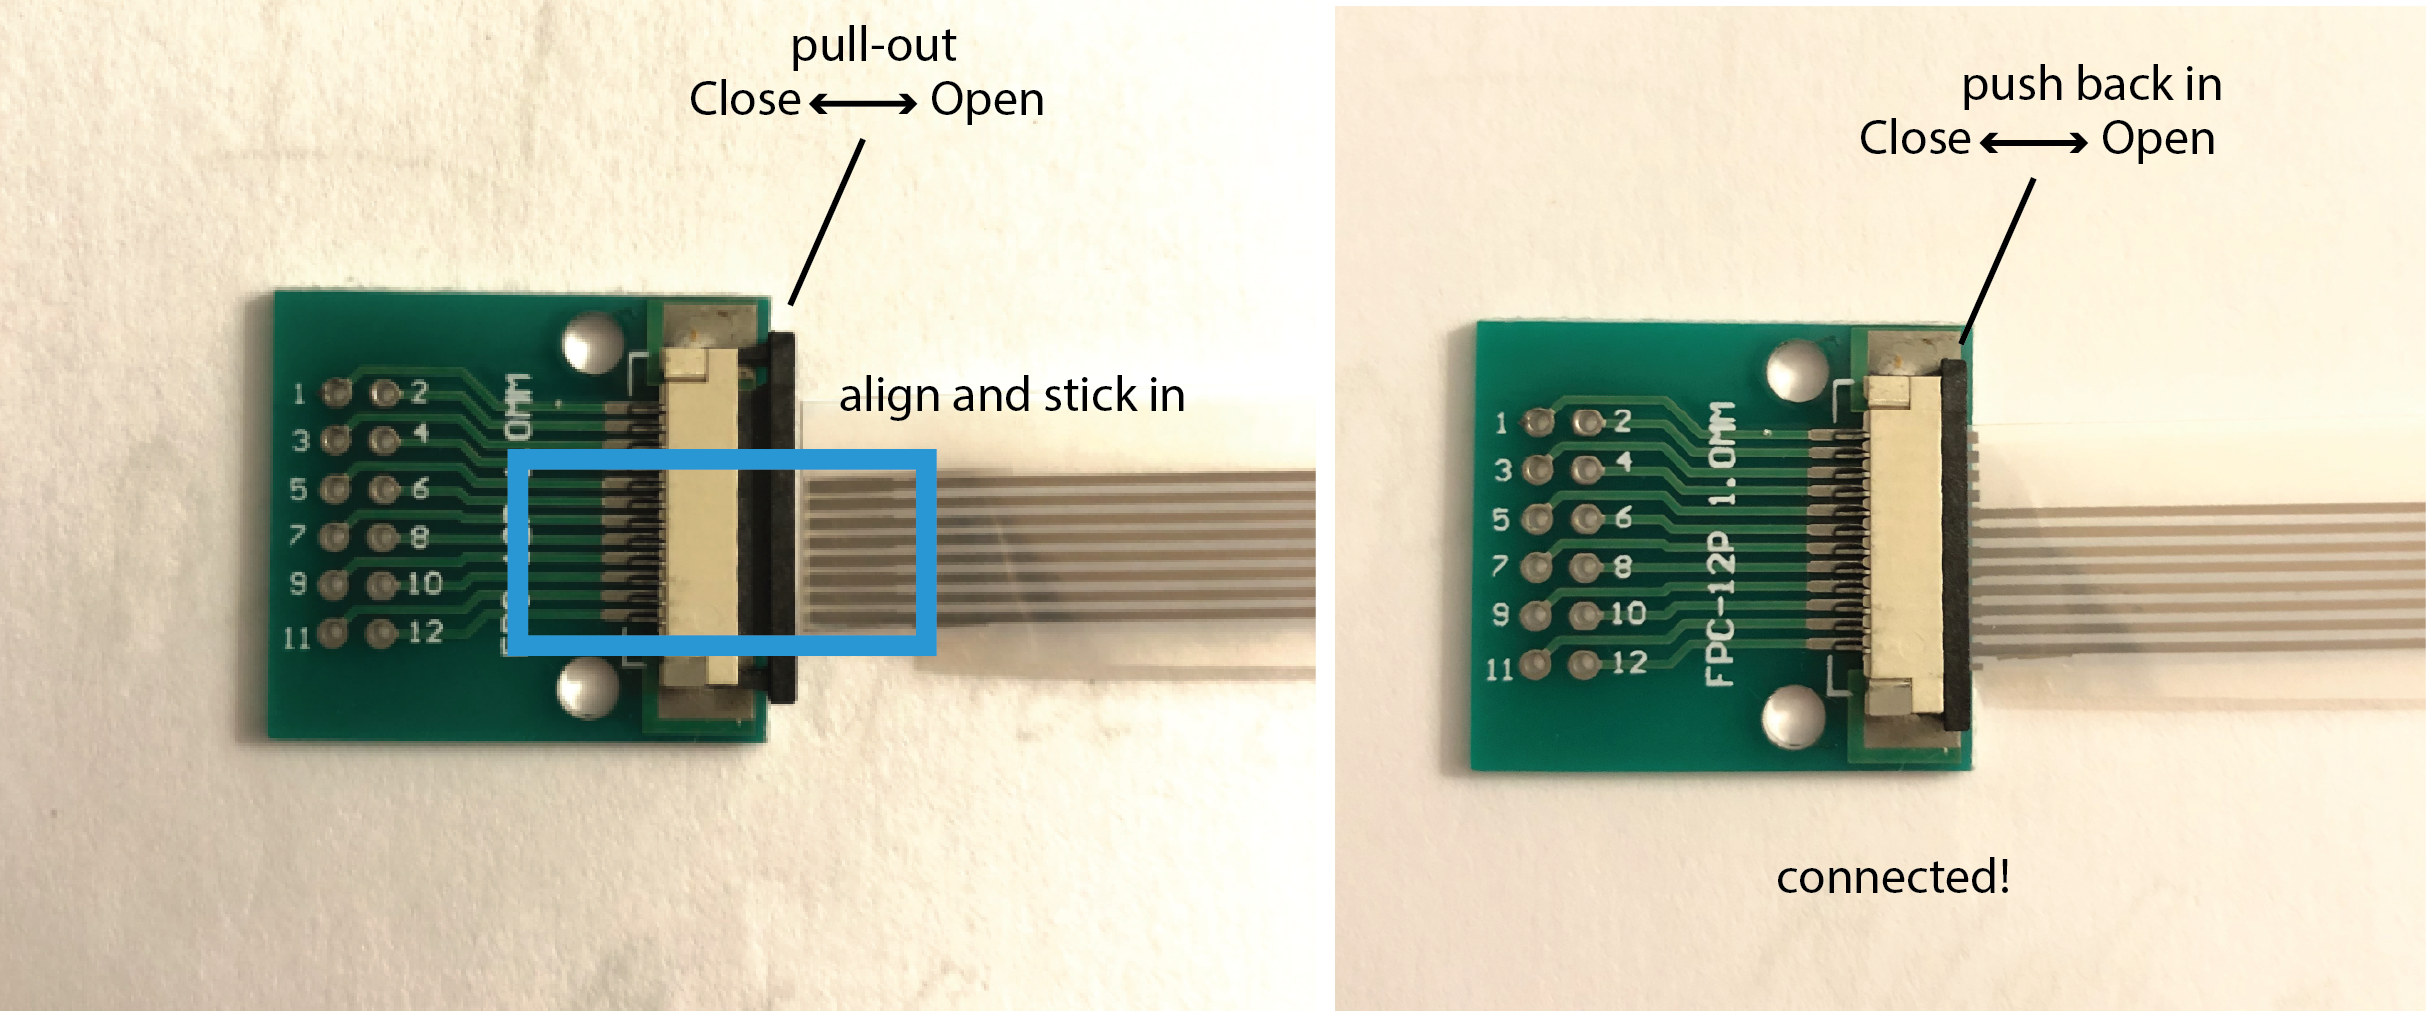 pull-out
Close ↔ Open
align and stick in
1 2
3 4
5 6
7 8
9 10
11 12
0MM
push back in
Close ↔ Open
1 2
3 4
5 6
7 8
9 10
11 12
FPC-12P 1.0MM
connected!